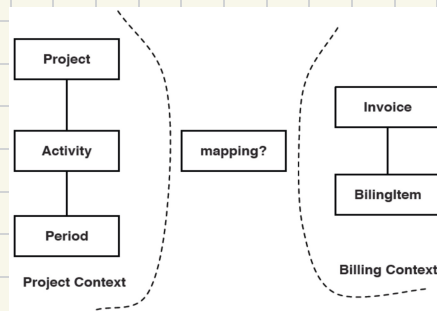 Project
Activity
Period
Project Context
mapping?
Invoice
BilingItem
Billing Context